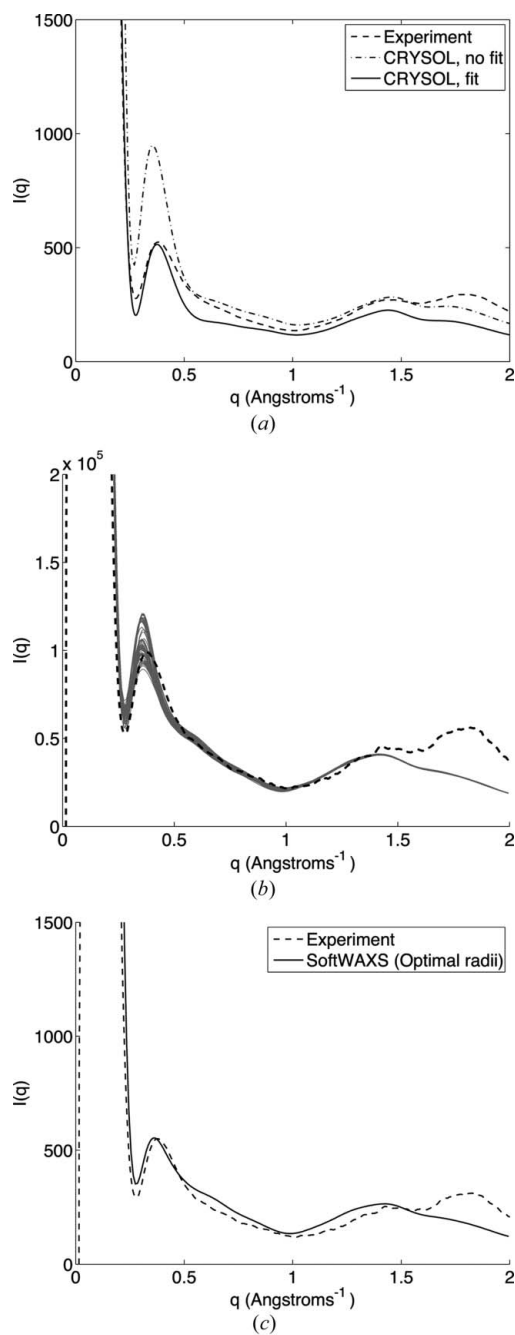 1500
1000
500
0
I(q)
Experiment
CRYSOL, no fit
CRYSOL, fit
0 0.5 1 1.5 2
q (Angstroms⁻¹ )
(a)
2 x 10⁵
1.5
1
0.5
0
I(q)
0 0.5 1 1.5 2
q (Angstroms⁻¹)
(b)
1500
1000
500
0
I(q)
Experiment
SoftWAXS (Optimal radii)
0 0.5 1 1.5 2
q (Angstroms⁻¹ )
(c)